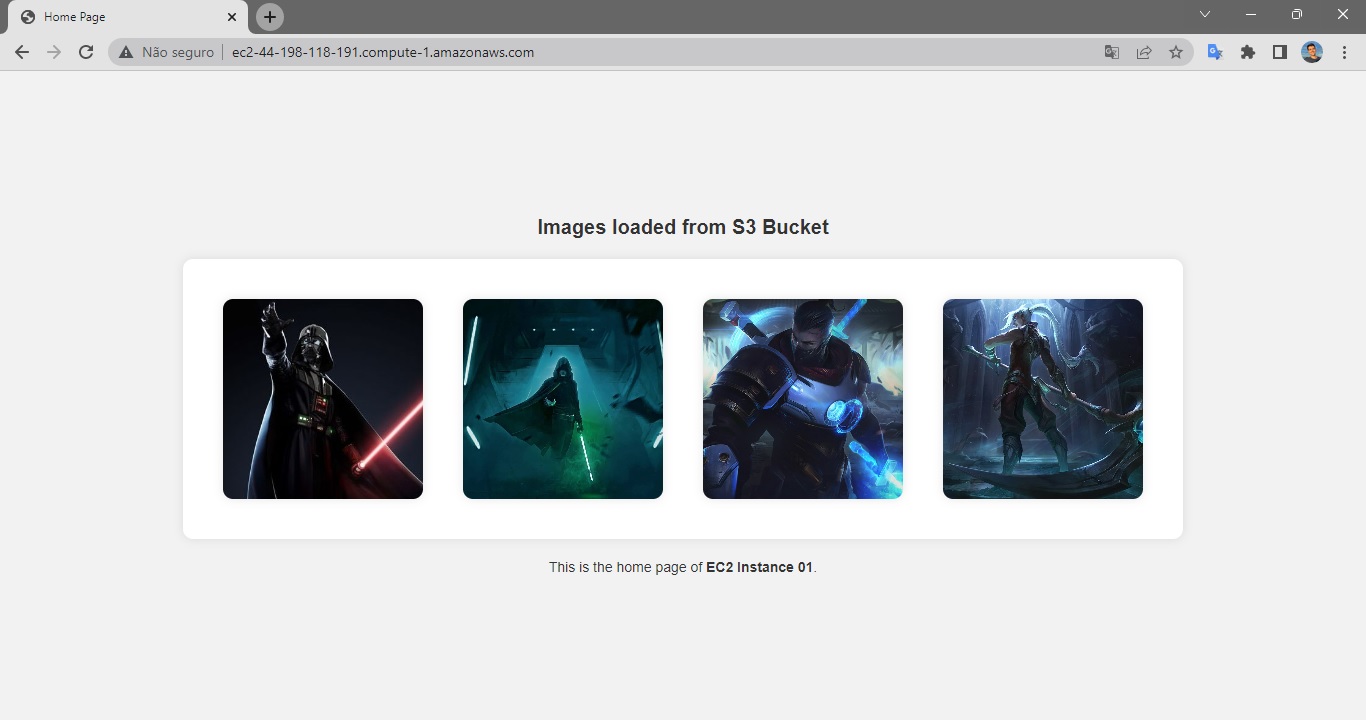 Home Page
Não seguro ec2-44-198-118-191.compute-1.amazonaws.com
Images loaded from S3 Bucket
This is the home page of EC2 Instance 01.